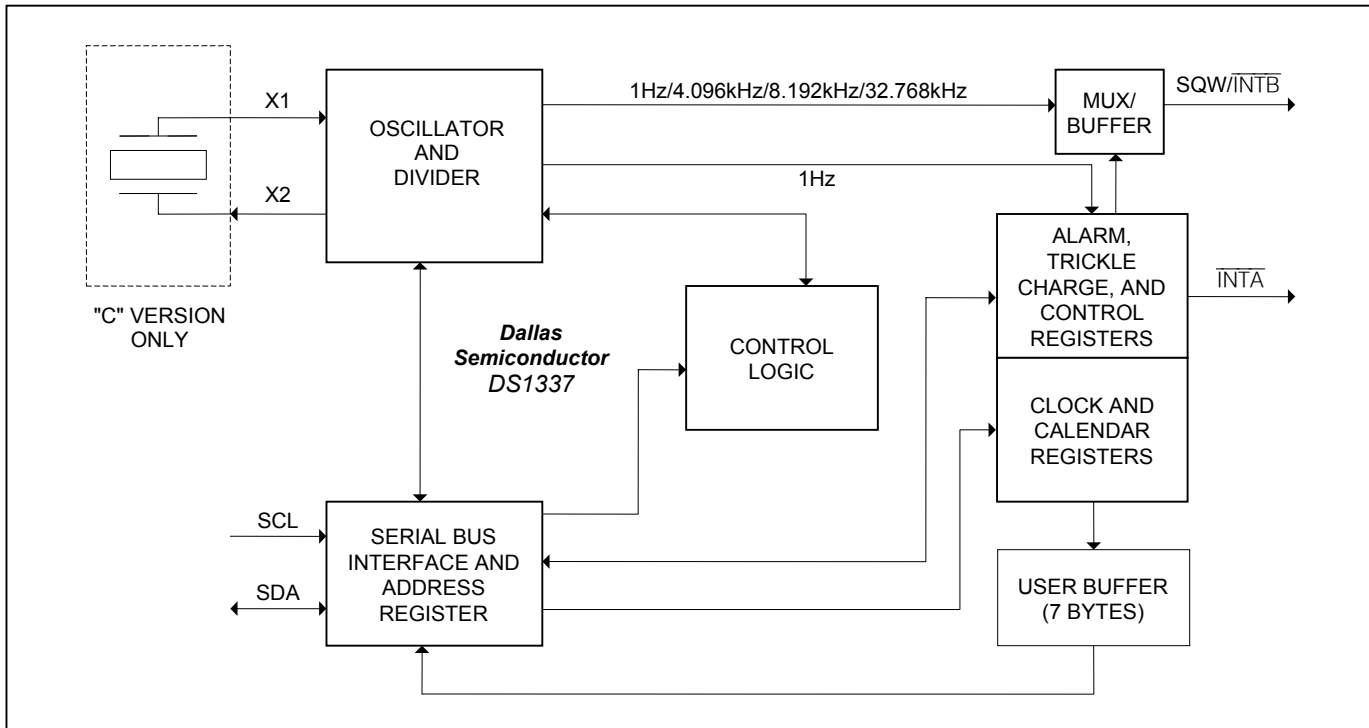 X1
X2
"C" VERSION
ONLY
OSCILLATOR
AND
DIVIDER
1Hz/4.096kHz/8.192kHz/32.768kHz
1Hz
MUX/
BUFFER
SQW/INTB
ALARM,
TRICKLE
CHARGE, AND
CONTROL
REGISTERS
INTA
Dallas
Semiconductor
DS1337
CONTROL
LOGIC
CLOCK AND
CALENDAR
REGISTERS
SCL
SDA
SERIAL BUS
INTERFACE AND
ADDRESS
REGISTER
USER BUFFER
(7 BYTES)